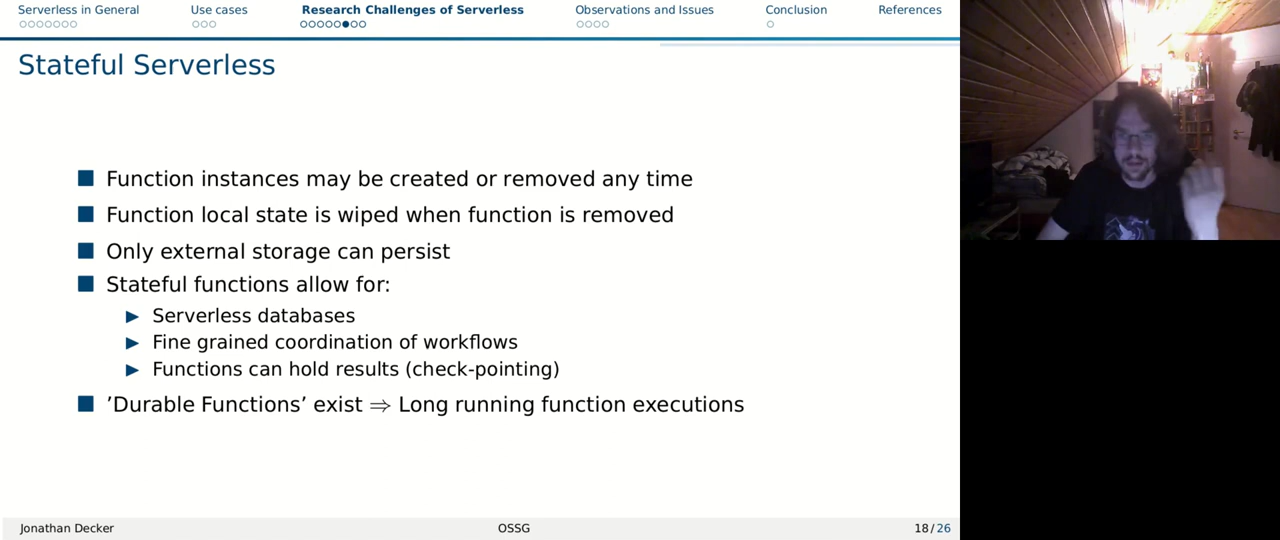 Serverless in General
Use cases
Research Challenges of Serverless
Observations and Issues
Conclusion
References
Stateful Serverless
Function instances may be created or removed any time
Function local state is wiped when function is removed
Only external storage can persist
Stateful functions allow for:
Serverless databases
Fine grained coordination of workflows
Functions can hold results (check-pointing)
’Durable Functions’ exist ⇒ Long running function executions
Jonathan Decker
OSSG
18/26